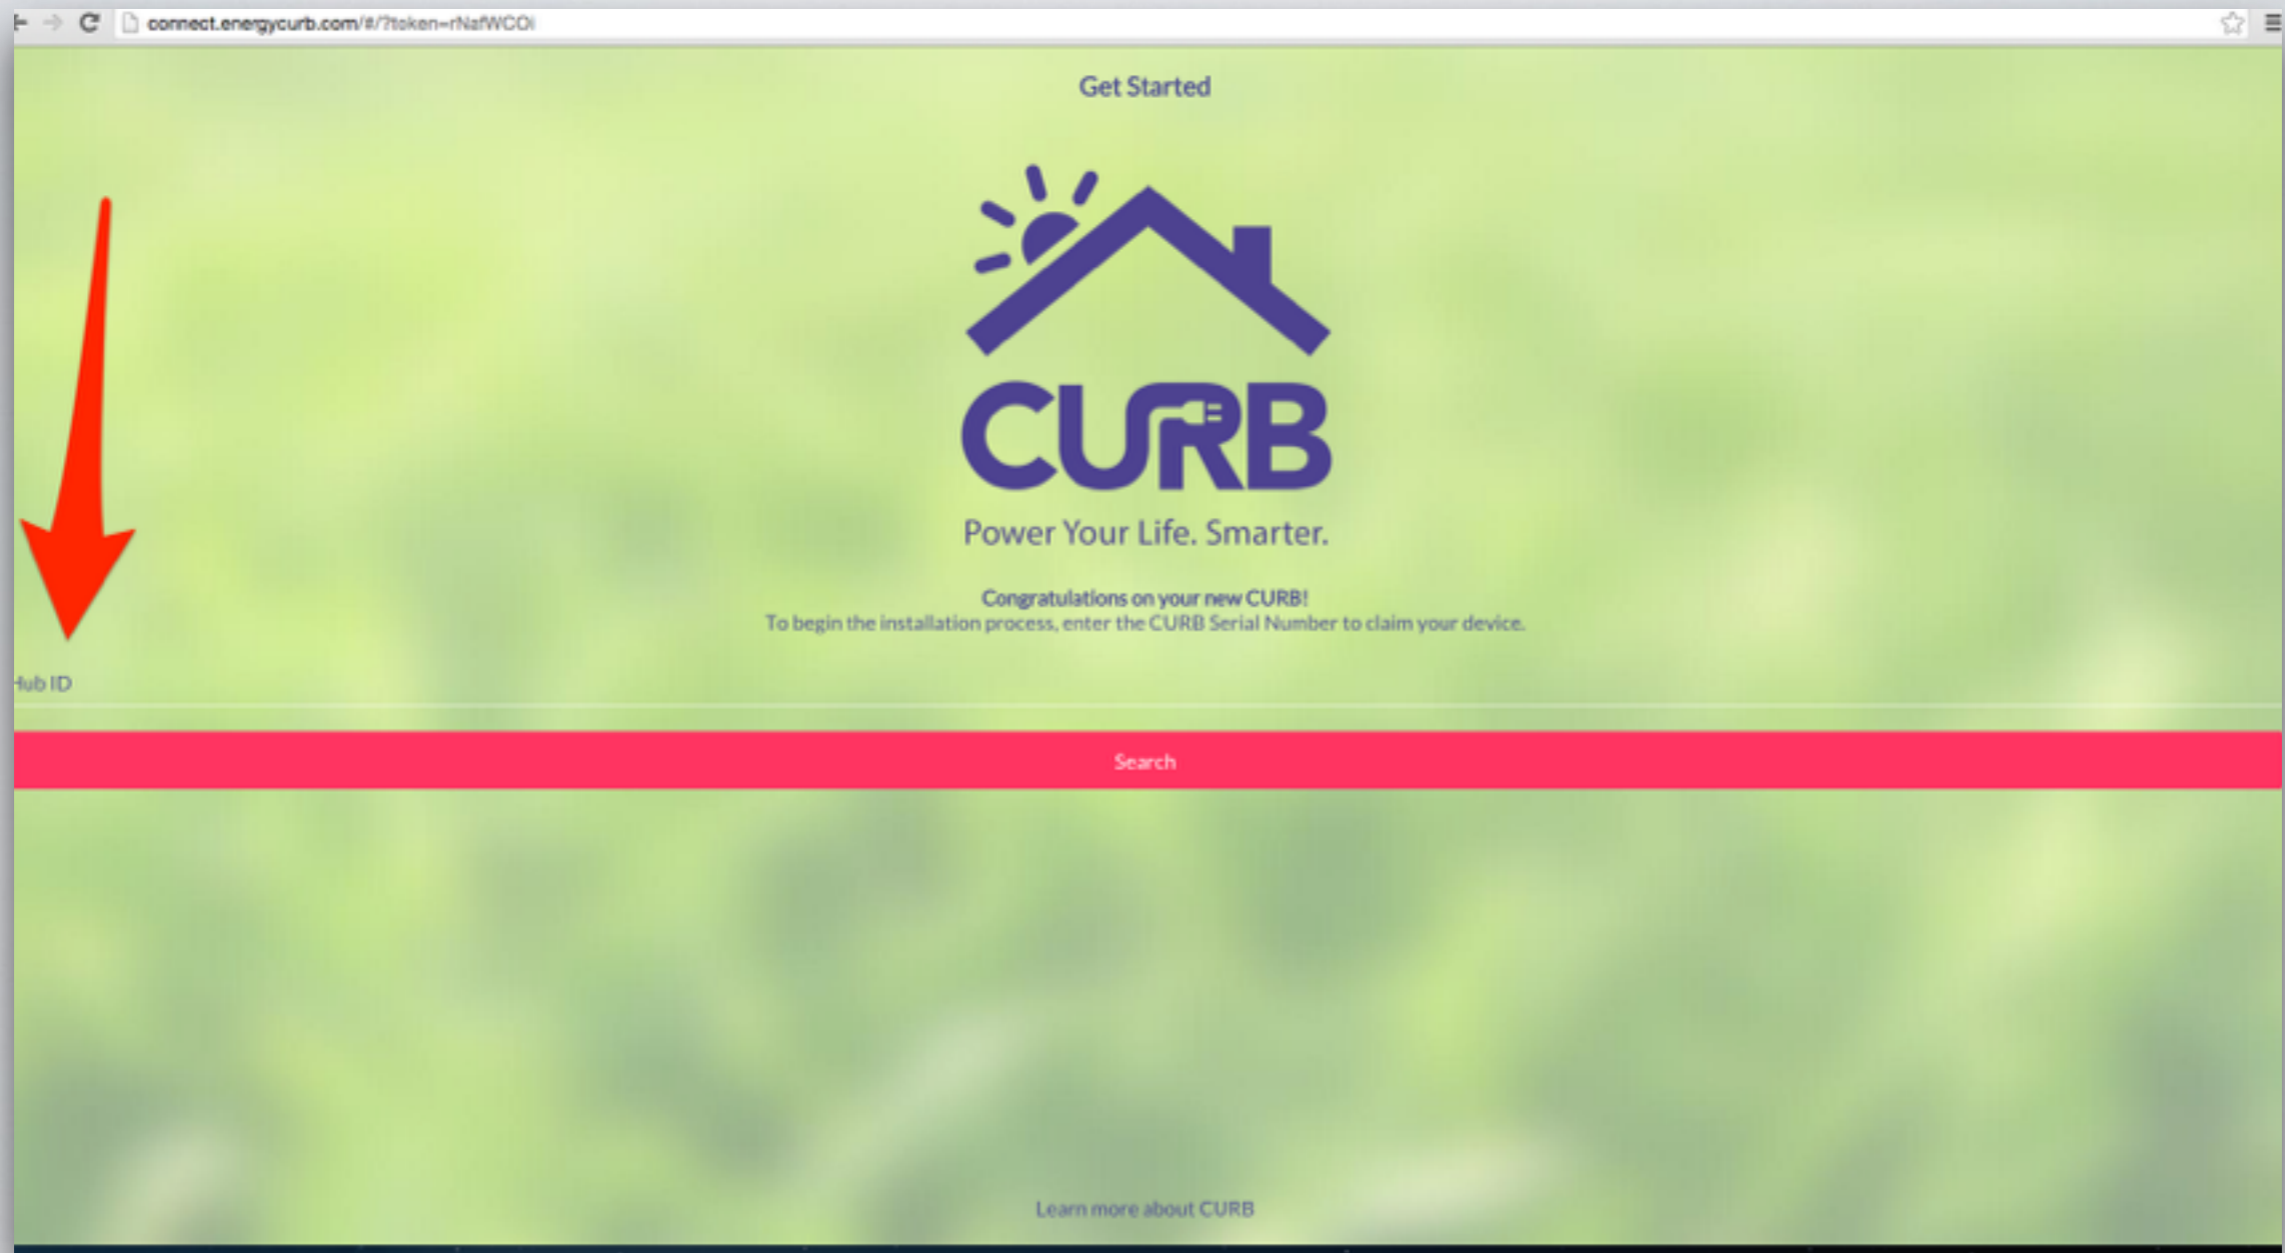 connect.energycurb.com/#/?token=rNafWCOi
Get Started
CURB
Power Your Life. Smarter.
Congratulations on your new CURB!
To begin the installation process, enter the CURB Serial Number to claim your device.
Hub ID
Search
Learn more about CURB